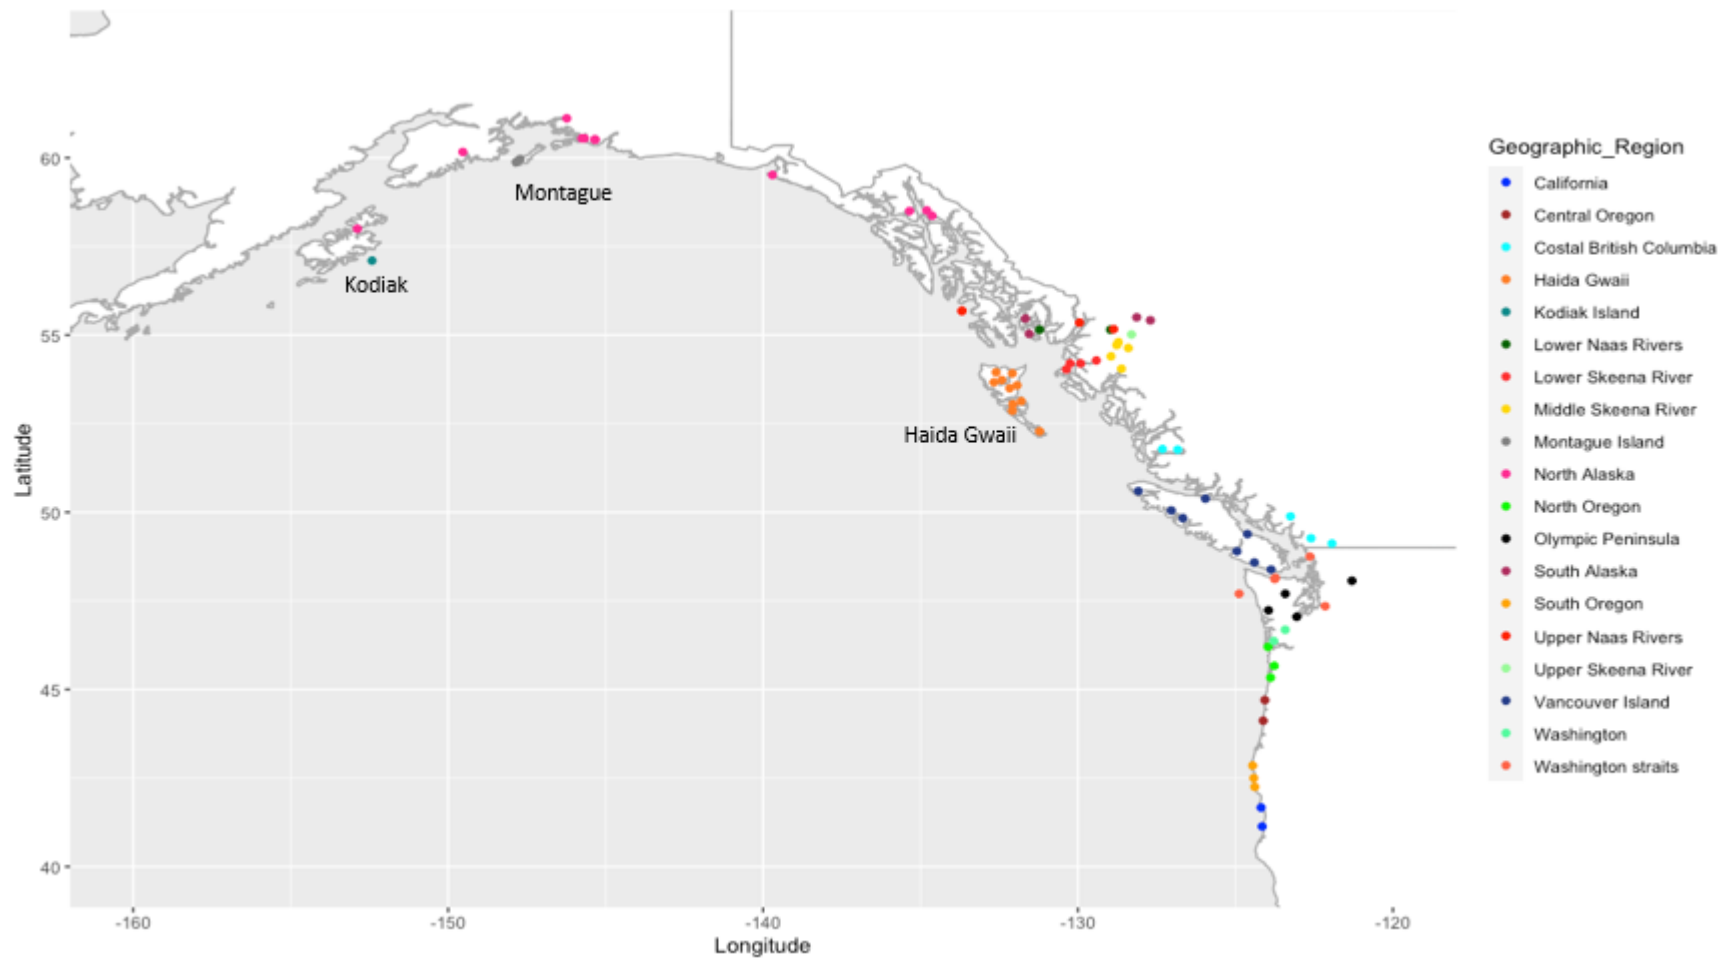 60
55
50
45
40
Latitude
-160
-150
-140
-130
-120
Longitude
Montague
Kodiak
Haida Gwaii
Geographic_Region
California
Central Oregon
Costal British Columbia
Haida Gwaii
Kodiak Island
Lower Naas Rivers
Lower Skeena River
Middle Skeena River
Montague Island
North Alaska
North Oregon
Olympic Peninsula
South Alaska
South Oregon
Upper Naas Rivers
Upper Skeena River
Vancouver Island
Washington
Washington straits